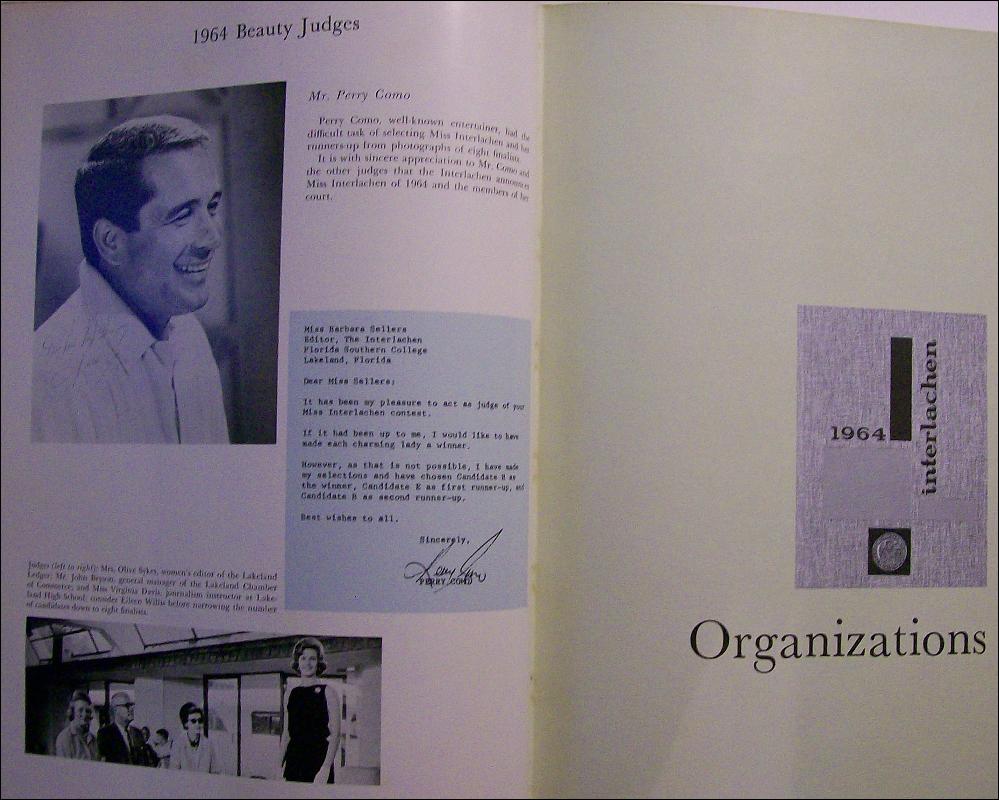 1964 Beauty Judges
Mr. Perry Como
Perry Como, well-known entertainer, had the
difficult task of selecting Miss Interlachen and her
runners-up from photographs of eight finalists.
It is with sincere appreciation to Mr. Como and
the other judges that the Interlachen announces
Miss Interlachen of 1964 and the members of her
court.
Miss Barbara Sellers
Editor, The Interlachen
Florida Southern College
Lakeland, Florida
Dear Miss Sellers:
It has been my pleasure to act as judge of your
Miss Interlachen contest.
If it had been up to me, I would like to have
made each charming lady a winner.
However, as that is not possible, I have made
my selections and have chosen Candidate H as
the winner, Candidate E as first runner-up, and
Candidate B as second runner-up.
Best wishes to all.
Sincerely,
Perry Como
PERRY COMO
Judges (left to right): Mrs. Olive Sykes, women's editor of the Lakeland
Ledger; Mr. John Bryson, general manager of the Lakeland Chamber
of Commerce; and Miss Virginia Davis, journalism instructor at Lake-
land High School; consider Eileen Willis before narrowing the number
of candidates down to eight finalists.
1964
interlachen
Organizations